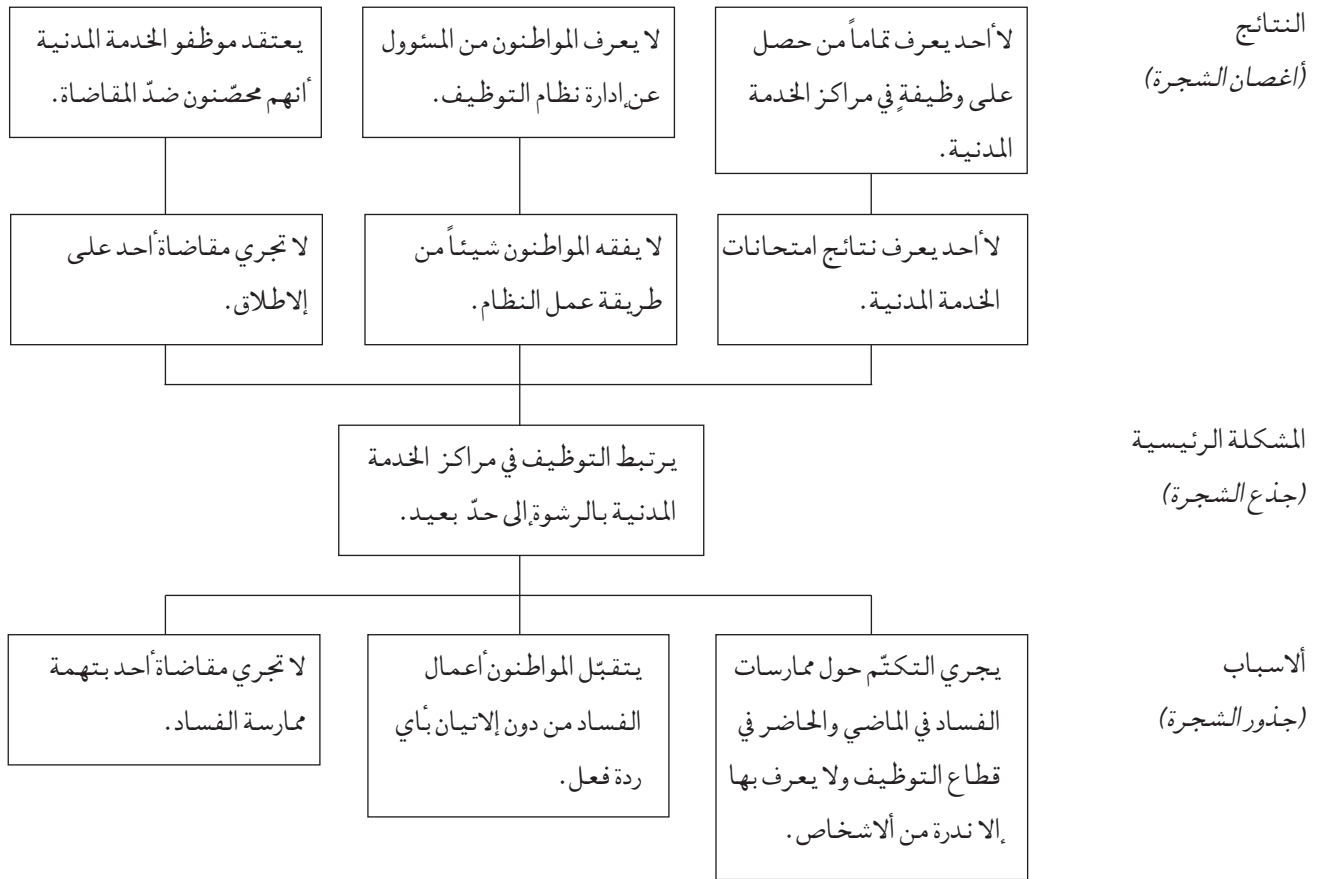 النتائج
(أغصان الشجرة)
لا أحد يعرف تماماً من حصل
على وظيفةٍ في مراكز الخدمة
المدنية.
لا يعرف المواطنون من المسؤول
عن إدارة نظام التوظيف.
يعتقد موظفو الخدمة المدنية
أنهم محصّنون ضدّ المقاضاة.
لا أحد يعرف نتائج امتحانات
الخدمة المدنية.
لا يفقه المواطنون شيئاً من
طريقة عمل النظام.
لا تجري مقاضاة أحد على
الإطلاق.
المشكلة الرئيسية
(جذع الشجرة)
يرتبط التوظيف في مراكز الخدمة
المدنية بالرشوة إلى حدّ بعيد.
الأسباب
(جذور الشجرة)
يجري التكتّم حول ممارسات
الفساد في الماضي والحاضر في
قطاع التوظيف ولا يعرف بها
إلا ندرة من الأشخاص.
يتقبّل المواطنون أعمال
الفساد من دون الإتيان بأي
ردة فعل.
لا تجري مقاضاة أحد بتهمة
ممارسة الفساد.